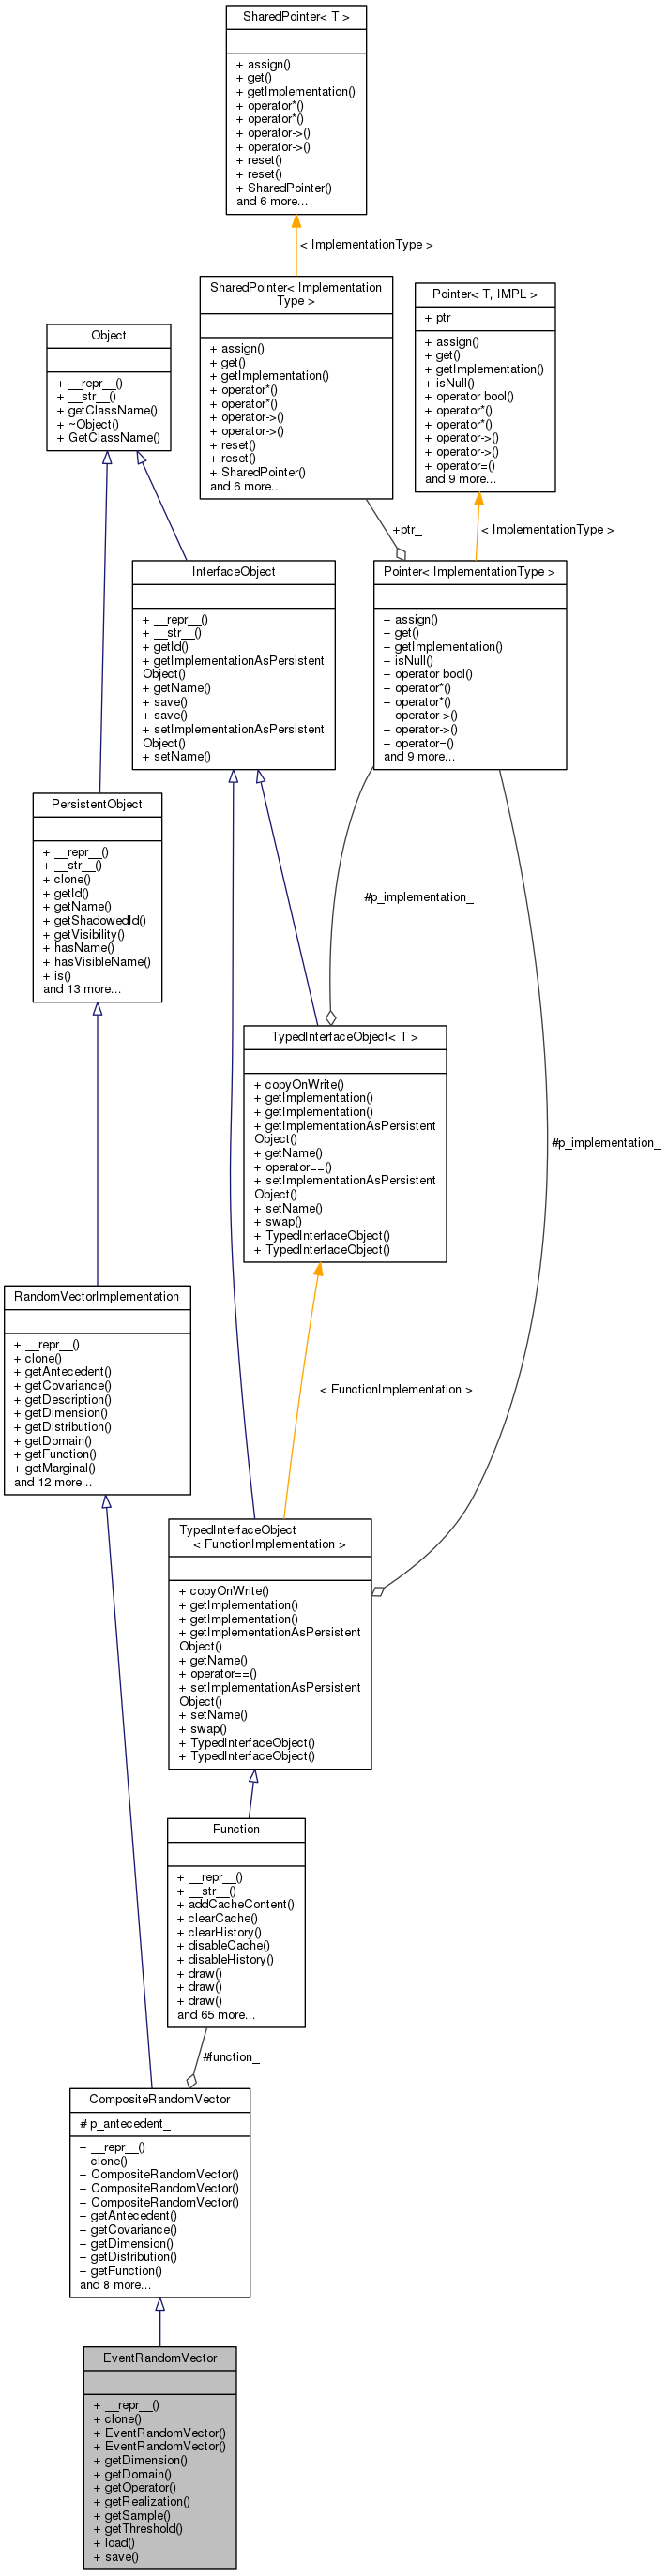 SharedPointer< T >
+ assign()
+ get()
+ getImplementation()
+ operator*()
+ operator*()
+ operator->()
+ operator->()
+ reset()
+ reset()
+ SharedPointer()
and 6 more...
< ImplementationType >
SharedPointer< Implementation
Type >
+ assign()
+ get()
+ getImplementation()
+ operator*()
+ operator*()
+ operator->()
+ operator->()
+ reset()
+ reset()
+ SharedPointer()
and 6 more...
Pointer< T, IMPL >
+ ptr_
+ assign()
+ get()
+ getImplementation()
+ isNull()
+ operator bool()
+ operator*()
+ operator*()
+ operator->()
+ operator->()
+ operator=()
and 9 more...
Object
+ __repr__()
+ __str__()
+ getClassName()
+ ~Object()
+ GetClassName()
+ptr_
< ImplementationType >
InterfaceObject
+ __repr__()
+ __str__()
+ getId()
+ getImplementationAsPersistent
Object()
+ getName()
+ save()
+ save()
+ setImplementationAsPersistent
Object()
+ setName()
Pointer< ImplementationType >
+ assign()
+ get()
+ getImplementation()
+ isNull()
+ operator bool()
+ operator*()
+ operator*()
+ operator->()
+ operator->()
+ operator=()
and 9 more...
PersistentObject
+ __repr__()
+ __str__()
+ clone()
+ getId()
+ getName()
+ getShadowedId()
+ getVisibility()
+ hasName()
+ hasVisibleName()
+ is()
and 13 more...
#p_implementation_
TypedInterfaceObject< T >
+ copyOnWrite()
+ getImplementation()
+ getImplementation()
+ getImplementationAsPersistent
Object()
+ getName()
+ operator==()
+ setImplementationAsPersistent
Object()
+ setName()
+ swap()
+ TypedInterfaceObject()
+ TypedInterfaceObject()
#p_implementation_
RandomVectorImplementation
+ __repr__()
+ clone()
+ getAntecedent()
+ getCovariance()
+ getDescription()
+ getDimension()
+ getDistribution()
+ getDomain()
+ getFunction()
+ getMarginal()
and 12 more...
< FunctionImplementation >
TypedInterfaceObject
< FunctionImplementation >
+ copyOnWrite()
+ getImplementation()
+ getImplementation()
+ getImplementationAsPersistent
Object()
+ getName()
+ operator==()
+ setImplementationAsPersistent
Object()
+ setName()
+ swap()
+ TypedInterfaceObject()
+ TypedInterfaceObject()
Function
+ __repr__()
+ __str__()
+ addCacheContent()
+ clearCache()
+ clearHistory()
+ disableCache()
+ disableHistory()
+ draw()
+ draw()
+ draw()
and 65 more...
#function_
CompositeRandomVector
# p_antecedent_
+ __repr__()
+ clone()
+ CompositeRandomVector()
+ CompositeRandomVector()
+ CompositeRandomVector()
+ getAntecedent()
+ getCovariance()
+ getDimension()
+ getDistribution()
+ getFunction()
and 8 more...
EventRandomVector
+ __repr__()
+ clone()
+ EventRandomVector()
+ EventRandomVector()
+ getDimension()
+ getDomain()
+ getOperator()
+ getRealization()
+ getSample()
+ getThreshold()
+ load()
+ save()